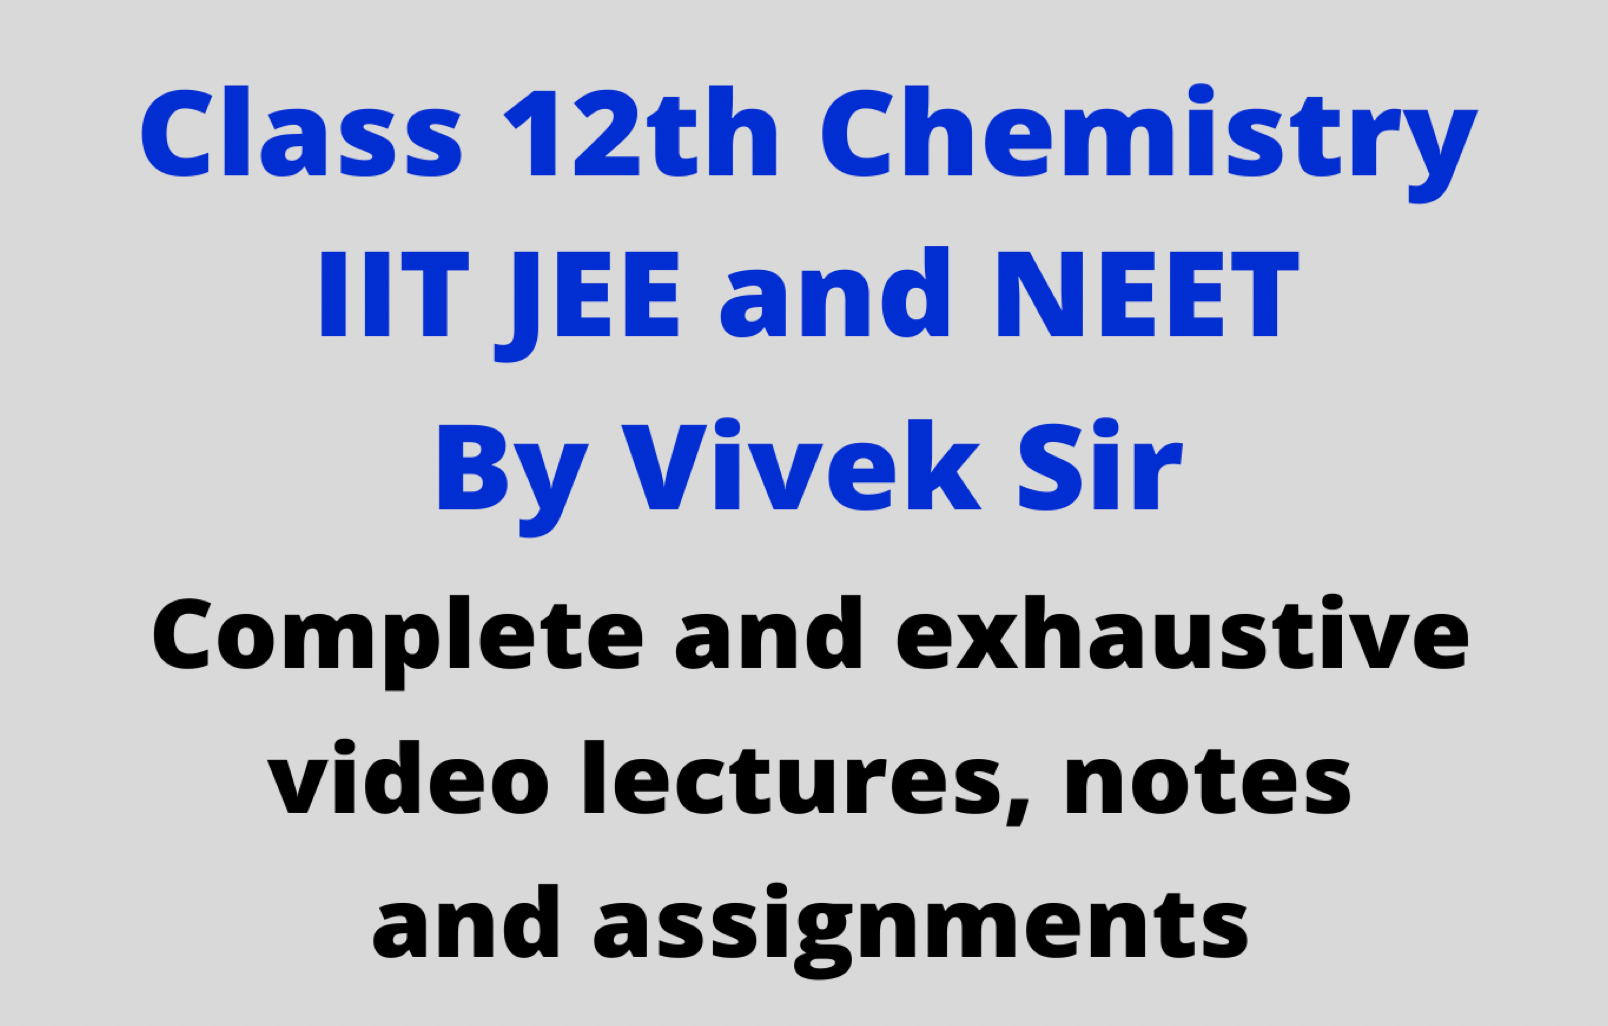 Class 12th Chemistry
IIT JEE and NEET
By Vivek Sir
Complete and exhaustive
video lectures, notes
and assignments